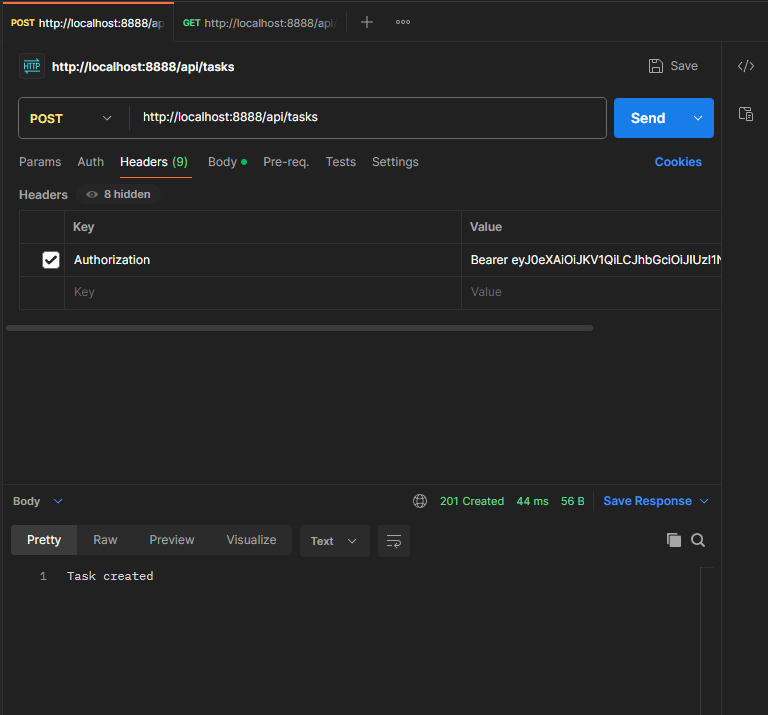 POST http://localhost:8888/ap GET http://localhost:8888/api/
HTTP http://localhost:8888/api/tasks Save
POST http://localhost:8888/api/tasks Send
Params Auth Headers (9) Body Pre-req. Tests Settings Cookies
Headers 8 hidden
Key Value
Authorization Bearer eyJ0eXAiOiJKV1QiLCJhbGciOiJIUzI1N
Key Value
Body 201 Created 44 ms 56 B Save Response
Pretty Raw Preview Visualize Text
1 Task created